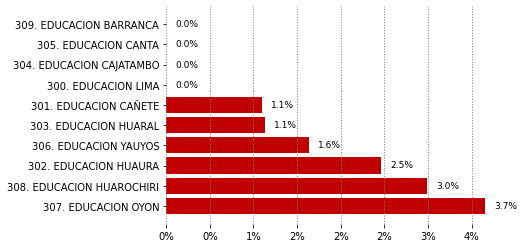 309. EDUCACION BARRANCA 0.0%
305. EDUCACION CANTA 0.0%
304. EDUCACION CAJATAMBO 0.0%
300. EDUCACION LIMA 0.0%
301. EDUCACION CAÑETE 1.1%
303. EDUCACION HUARAL 1.1%
306. EDUCACION YAUYOS 1.6%
302. EDUCACION HUAURA 2.5%
308. EDUCACION HUAROCHIRI 3.0%
307. EDUCACION OYON 3.7%
0% 0% 1% 2% 2% 2% 3% 4%